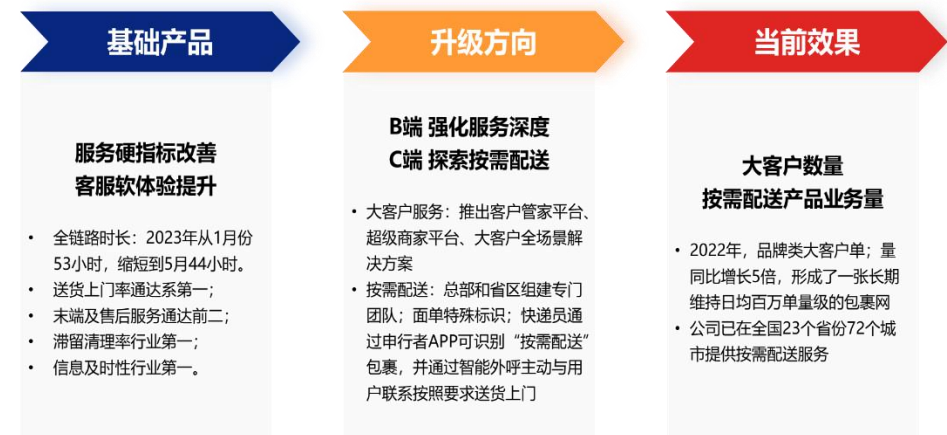 基础产品
服务硬指标改善
客服软体验提升
• 全链路时长：2023年从1月份
53小时，缩短到5月44小时。
• 送货上门率通达系第一；
• 末端及售后服务通达前二；
• 滞留清理率行业第一；
• 信息及时性行业第一。
升级方向
B端 强化服务深度
C端 探索按需配送
• 大客户服务：推出客户管家平台、
超级商家平台、大客户全场景解
决方案
• 按需配送：总部和省区组建专门
团队；面单特殊标识；快递员通
过申行者APP可识别“按需配送”
包裹，并通过智能外呼主动与用
户联系按照要求送货上门
当前效果
大客户数量
按需配送产品业务量
• 2022年，品牌类大客户单；量
同比增长5倍，形成了一张长期
维持日均百万单量级的包裹网
• 公司已在全国23个省份72个城
市提供按需配送服务